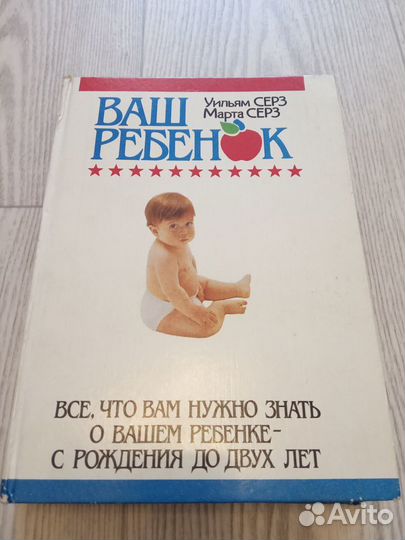 Уильям СЕРЗ
Марта СЕРЗ
ВАШ
РЕБЕНОК
ВСЕ, ЧТО ВАМ НУЖНО ЗНАТЬ
О ВАШЕМ РЕБЕНКЕ –
С РОЖДЕНИЯ ДО ДВУХ ЛЕТ
Avito